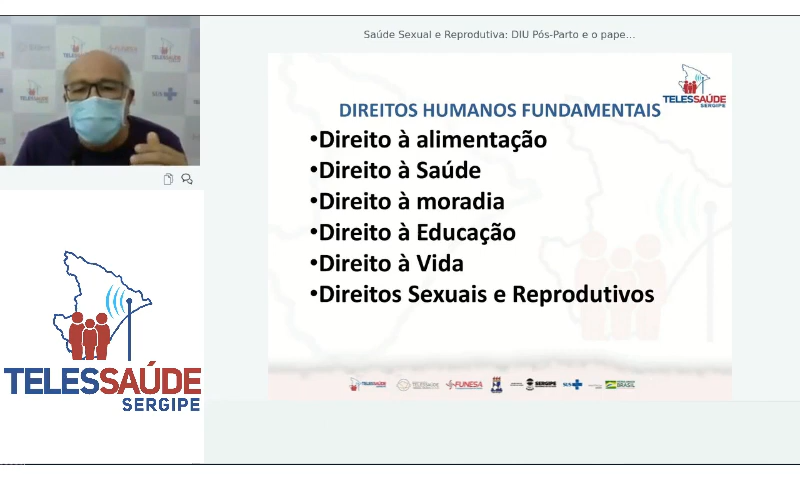 Saúde Sexual e Reprodutiva: DIU Pós-Parto e o pape...
TELESSAÚDE
SERGIPE
DIREITOS HUMANOS FUNDAMENTAIS
•Direito à alimentação
•Direito à Saúde
•Direito à moradia
•Direito à Educação
•Direito à Vida
•Direitos Sexuais e Reprodutivos
FUNESA
SERGIPE
SUS
BRASIL
TELESSAÚDE
SERGIPE